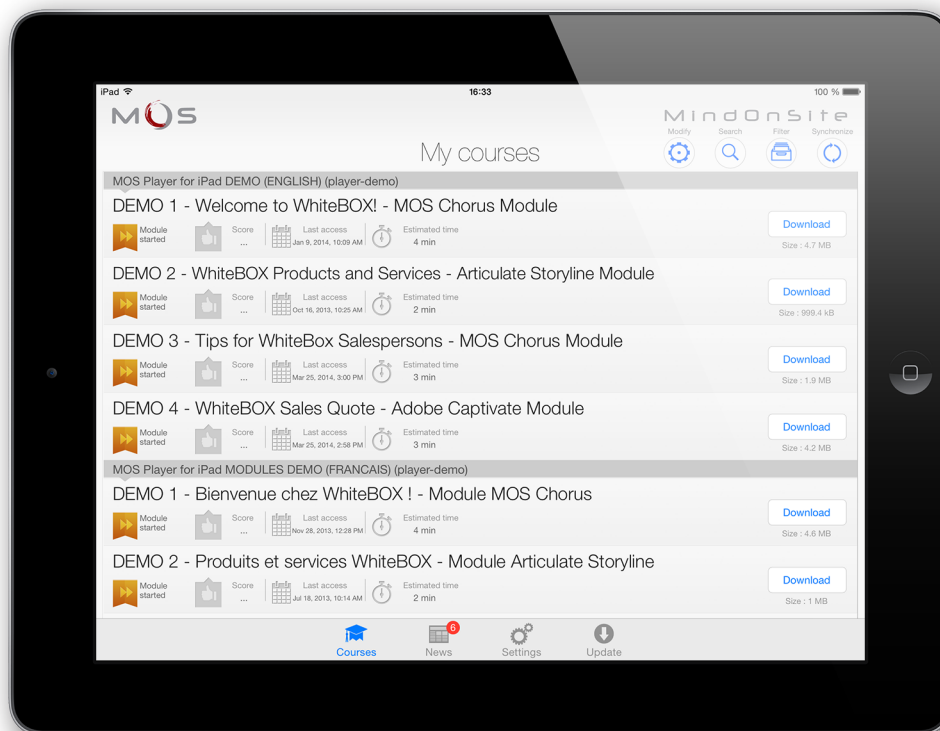 iPad 16:33 100 %
MOS MindOnSite
Modify Search Filter Synchronize
My courses
MOS Player for iPad DEMO (ENGLISH) (player-demo)
DEMO 1 - Welcome to WhiteBOX! - MOS Chorus Module
Download
Module started Score ... Last access Jan 9, 2014, 10:09 AM Estimated time 4 min
Size : 4.7 MB
DEMO 2 - WhiteBOX Products and Services - Articulate Storyline Module
Download
Module started Score ... Last access Oct 16, 2013, 10:25 AM Estimated time 2 min
Size : 999.4 kB
DEMO 3 - Tips for WhiteBox Salespersons - MOS Chorus Module
Download
Module started Score ... Last access Mar 25, 2014, 3:00 PM Estimated time 3 min
Size : 1.9 MB
DEMO 4 - WhiteBOX Sales Quote - Adobe Captivate Module
Download
Module started Score ... Last access Mar 25, 2014, 2:58 PM Estimated time 3 min
Size : 4.2 MB
MOS Player for iPad MODULES DEMO (FRANCAIS) (player-demo)
DEMO 1 - Bienvenue chez WhiteBOX ! - Module MOS Chorus
Download
Module started Score ... Last access Nov 28, 2013, 12:28 PM Estimated time 4 min
Size : 4.6 MB
DEMO 2 - Produits et services WhiteBOX - Module Articulate Storyline
Download
Module started Score ... Last access Jul 18, 2013, 10:14 AM Estimated time 2 min
Size : 1 MB
6
Courses News Settings Update